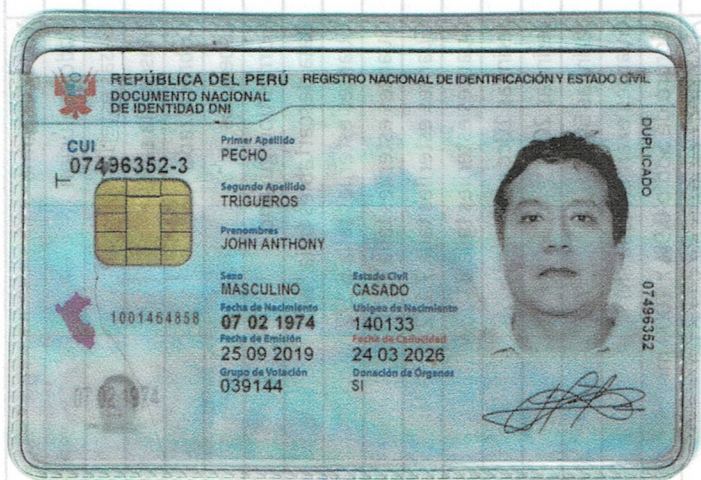 REPÚBLICA DEL PERÚ REGISTRO NACIONAL DE IDENTIFICACIÓN Y ESTADO CIVIL
DOCUMENTO NACIONAL
DE IDENTIDAD DNI
CUI
07496352-3
Primer Apellido
PECHO
Segundo Apellido
TRIGUEROS
Prenombres
JOHN ANTHONY
Sexo Estado Civil
MASCULINO CASADO
Fecha de Nacimiento Ubigeo de Nacimiento
07 02 1974 140133
Fecha de Emisión Fecha de Caducidad
25 09 2019 24 03 2026
Grupo de Votación Donación de Órganos
039144 SI
1001464858
07 02 1974
DUPLICADO
07496352